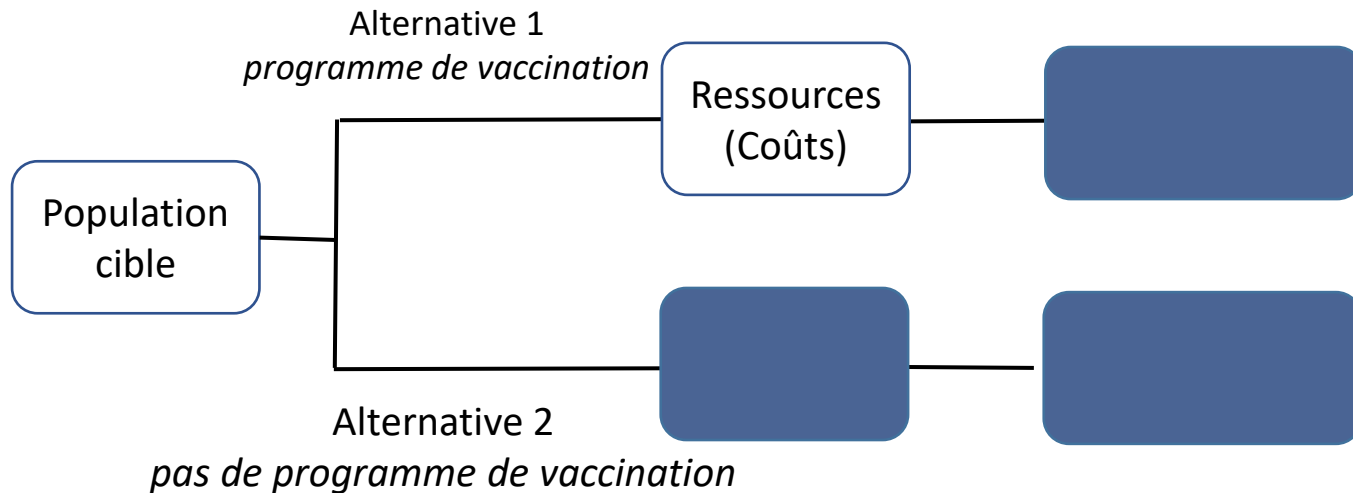 Alternative 1
programme de vaccination
Ressources
(Coûts)
Population
cible
Alternative 2
pas de programme de vaccination